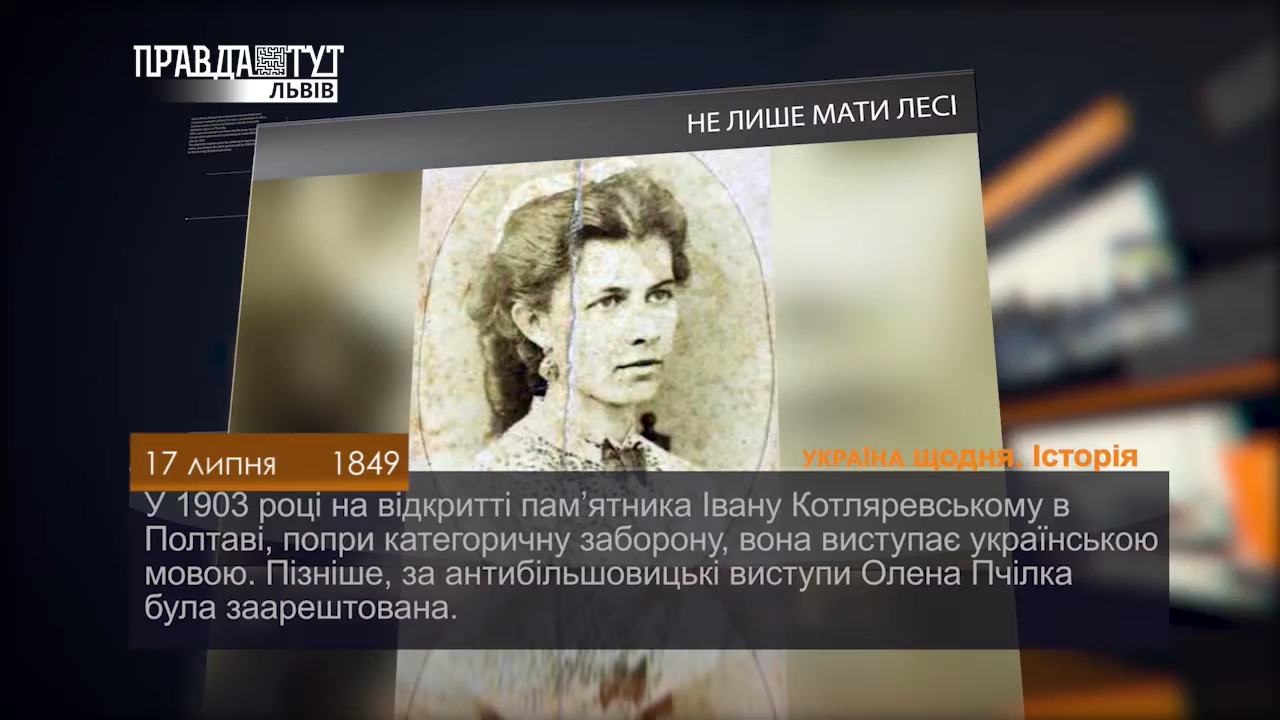 ПРАВДА ТУТ
ЛЬВІВ
НЕ ЛИШЕ МАТИ ЛЕСІ
17 липня 1849
УКРАЇНА щодня. Історія
У 1903 році на відкритті пам’ятника Івану Котляревському в
Полтаві, попри категоричну заборону, вона виступає українською
мовою. Пізніше, за антибільшовицькі виступи Олена Пчілка
була заарештована.